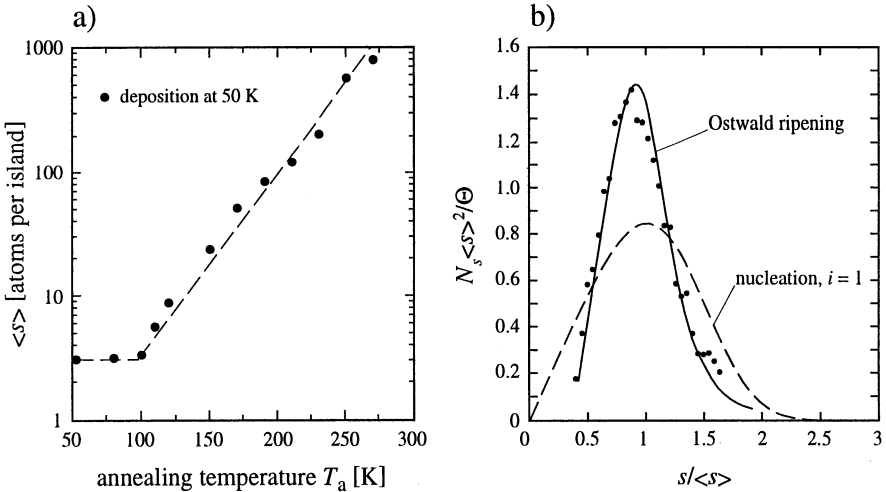 a)
1000
100
10
1
<s> [atoms per island]
deposition at 50 K
50 100 150 200 250 300
annealing temperature Tₐ [K]
b)
1.6
1.4
1.2
1.0
0.8
0.6
0.4
0.2
0
Nₛ<s>²/Θ
Ostwald ripening
nucleation, i = 1
0 0.5 1 1.5 2 2.5 3
s/<s>